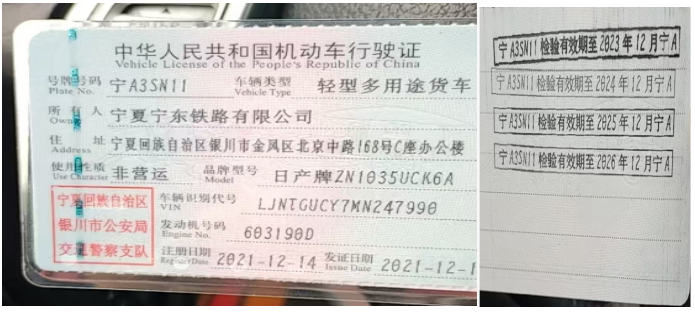 中华人民共和国机动车行驶证
Vehicle License of the People's Republic of China
号牌号码 宁A3SN11 车辆类型 轻型多用途货车
Plate No. Vehicle Type
所有人 宁夏宁东铁路有限公司
Owner
住址 宁夏回族自治区银川市金凤区北京中路168号C座办公楼
Address
使用性质 非营运 品牌型号 日产牌ZN1035UCK6A
Use Character Model
宁夏回族自治区
银川市公安局
交通警察支队
车辆识别代号 LJNTGUCY7MN247990
VIN
发动机号码 603190D
Engine No.
注册日期 2021-12-14 发证日期 2021-12-1
Register Date Issue Date
宁A3SN11检验有效期至2023年12月宁A
宁A3SN11检验有效期至2024年12月宁A
宁A3SN11检验有效期至2025年12月宁A
宁A3SN11检验有效期至2026年12月宁A